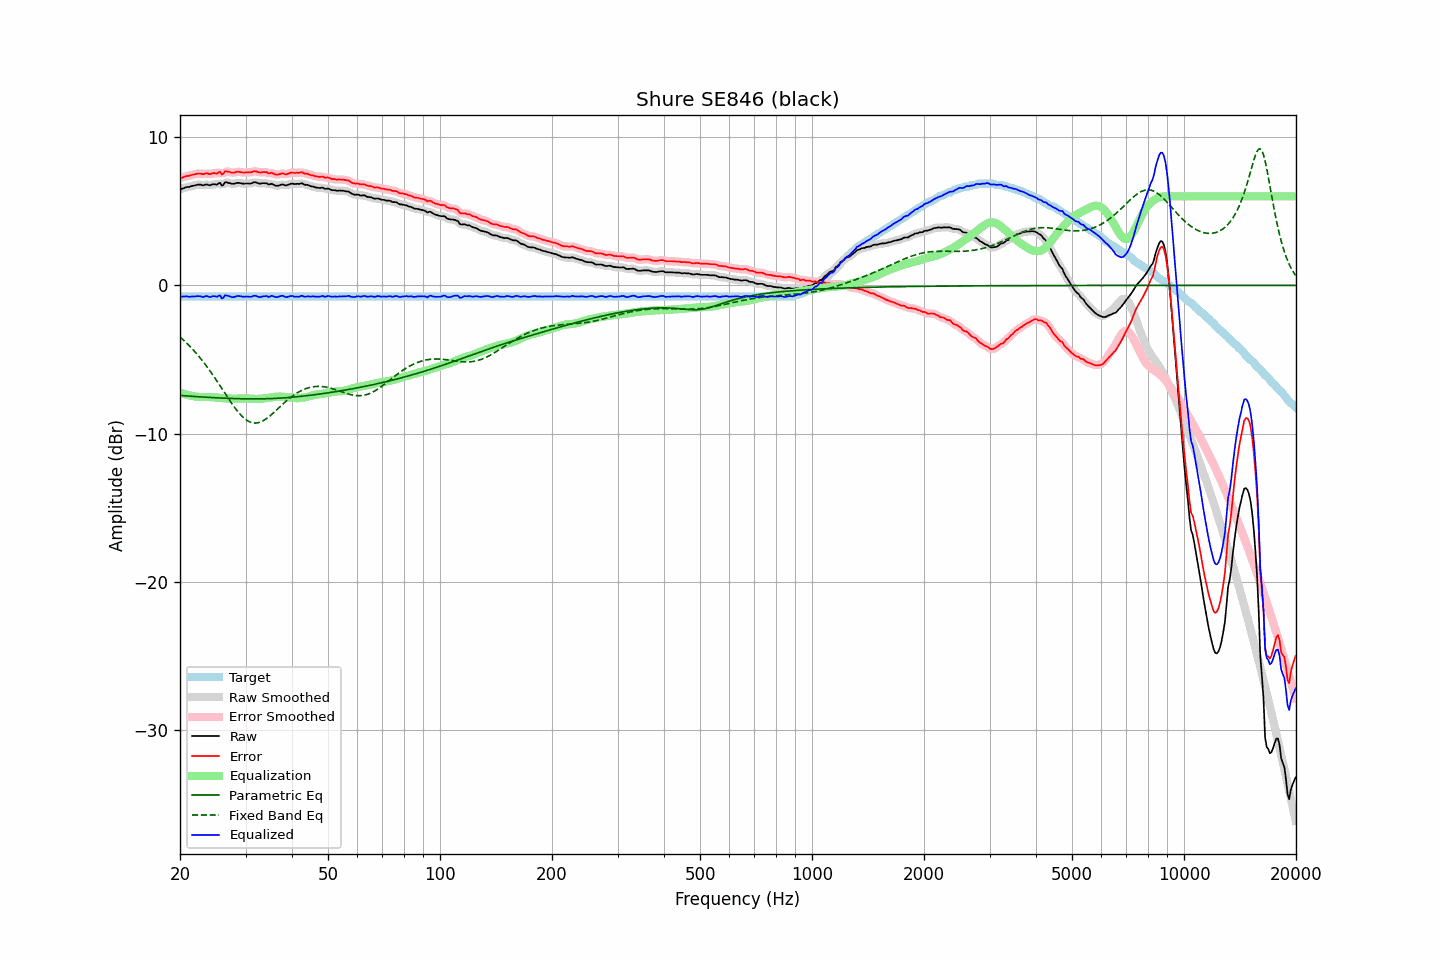 Shure SE846 (black)
10
0
−10
−20
−30
Amplitude (dBr)
Target
Raw Smoothed
Error Smoothed
Raw
Error
Equalization
Parametric Eq
Fixed Band Eq
Equalized
20 50 100 200 500 1000 2000 5000 10000 20000
Frequency (Hz)